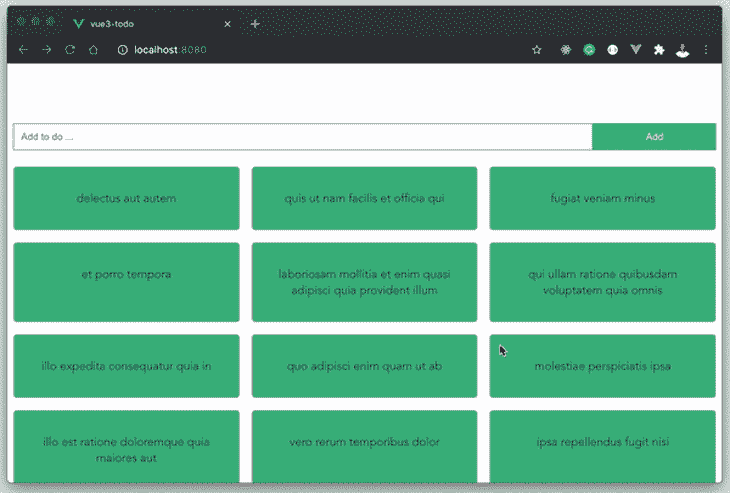 vue3-todo
localhost:8080
Add to do ...
Add
delectus aut autem
quis ut nam facilis et officia qui
fugiat veniam minus
et porro tempora
laboriosam mollitia et enim quasi
adipisci quia provident illum
qui ullam ratione quibusdam
voluptatem quia omnis
illo expedita consequatur quia in
quo adipisci enim quam ut ab
molestiae perspiciatis ipsa
illo est ratione doloremque quia
maiores aut
vero rerum temporibus dolor
ipsa repellendus fugit nisi